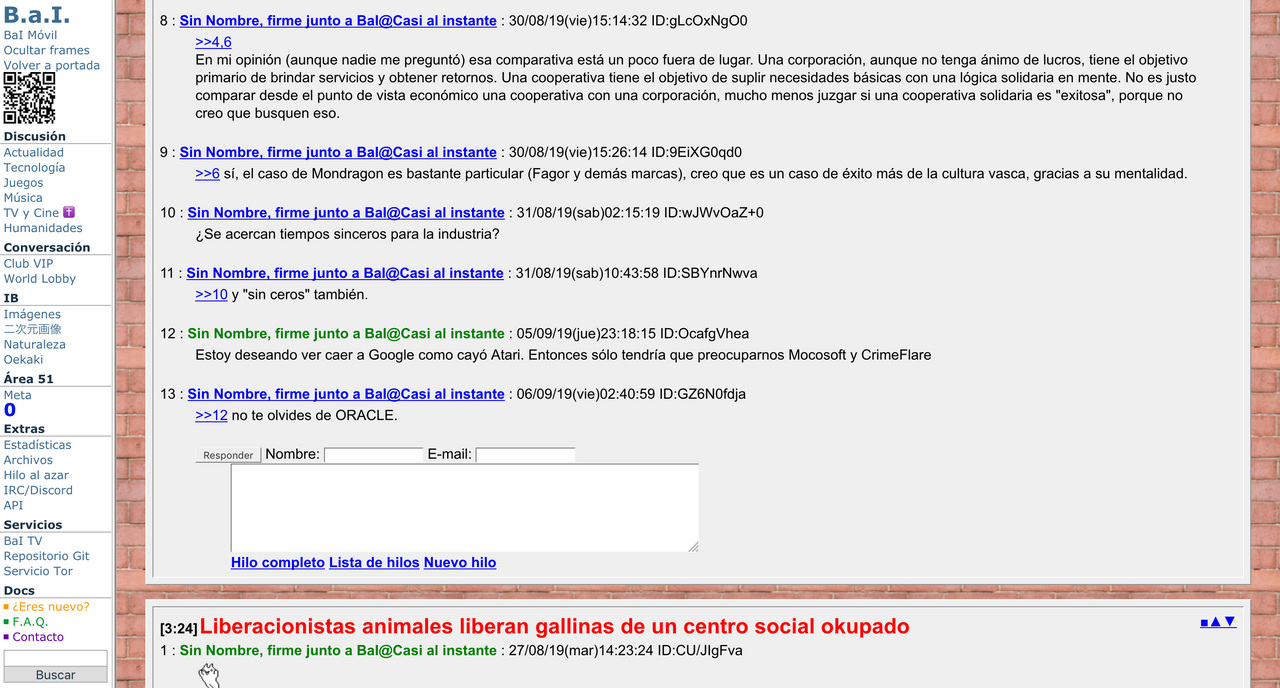 B.a.I.
BaI Móvil
Ocultar frames
Volver a portada
Discusión
Actualidad
Tecnología
Juegos
Música
TV y Cine ✝
Humanidades
Conversación
Club VIP
World Lobby
IB
Imágenes
二次元画像
Naturaleza
Oekaki
Área 51
Meta
0
Extras
Estadísticas
Archivos
Hilo al azar
IRC/Discord
API
Servicios
BaI TV
Repositorio Git
Servicio Tor
Docs
¿Eres nuevo?
F.A.Q.
Contacto
Buscar
8 : Sin Nombre, firme junto a BaI@Casi al instante : 30/08/19(vie)15:14:32 ID:gLcOxNgO0
>>4,6
En mi opinión (aunque nadie me preguntó) esa comparativa está un poco fuera de lugar. Una corporación, aunque no tenga ánimo de lucros, tiene el objetivo
primario de brindar servicios y obtener retornos. Una cooperativa tiene el objetivo de suplir necesidades básicas con una lógica solidaria en mente. No es justo
comparar desde el punto de vista económico una cooperativa con una corporación, mucho menos juzgar si una cooperativa solidaria es "exitosa", porque no
creo que busquen eso.
9 : Sin Nombre, firme junto a BaI@Casi al instante : 30/08/19(vie)15:26:14 ID:9EiXG0qd0
>>6 sí, el caso de Mondragon es bastante particular (Fagor y demás marcas), creo que es un caso de éxito más de la cultura vasca, gracias a su mentalidad.
10 : Sin Nombre, firme junto a BaI@Casi al instante : 31/08/19(sab)02:15:19 ID:wJWvOaZ+0
¿Se acercan tiempos sinceros para la industria?
11 : Sin Nombre, firme junto a BaI@Casi al instante : 31/08/19(sab)10:43:58 ID:SBYnrNwva
>>10 y "sin ceros" también.
12 : Sin Nombre, firme junto a BaI@Casi al instante : 05/09/19(jue)23:18:15 ID:OcafgVhea
Estoy deseando ver caer a Google como cayó Atari. Entonces sólo tendría que preocuparnos Mocosoft y CrimeFlare
13 : Sin Nombre, firme junto a BaI@Casi al instante : 06/09/19(vie)02:40:59 ID:GZ6N0fdja
>>12 no te olvides de ORACLE.
Responder Nombre: E-mail:
Hilo completo Lista de hilos Nuevo hilo
[3:24] Liberacionistas animales liberan gallinas de un centro social okupado ■▲▼
1 : Sin Nombre, firme junto a BaI@Casi al instante : 27/08/19(mar)14:23:24 ID:CU/JIgFva